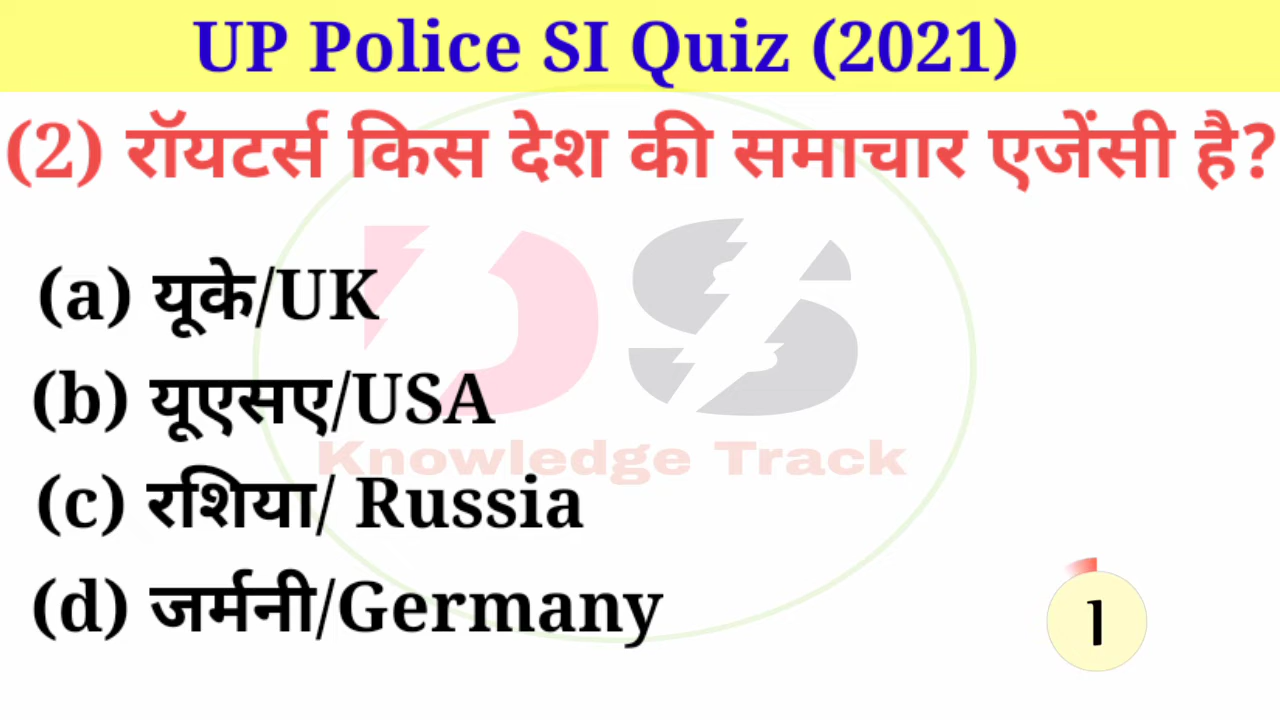 UP Police SI Quiz (2021)
(2) रॉयटर्स किस देश की समाचार एजेंसी है?
(a) यूके/UK
(b) यूएसए/USA
(c) रशिया/ Russia
(d) जर्मनी/Germany
DS
Knowledge Track
1